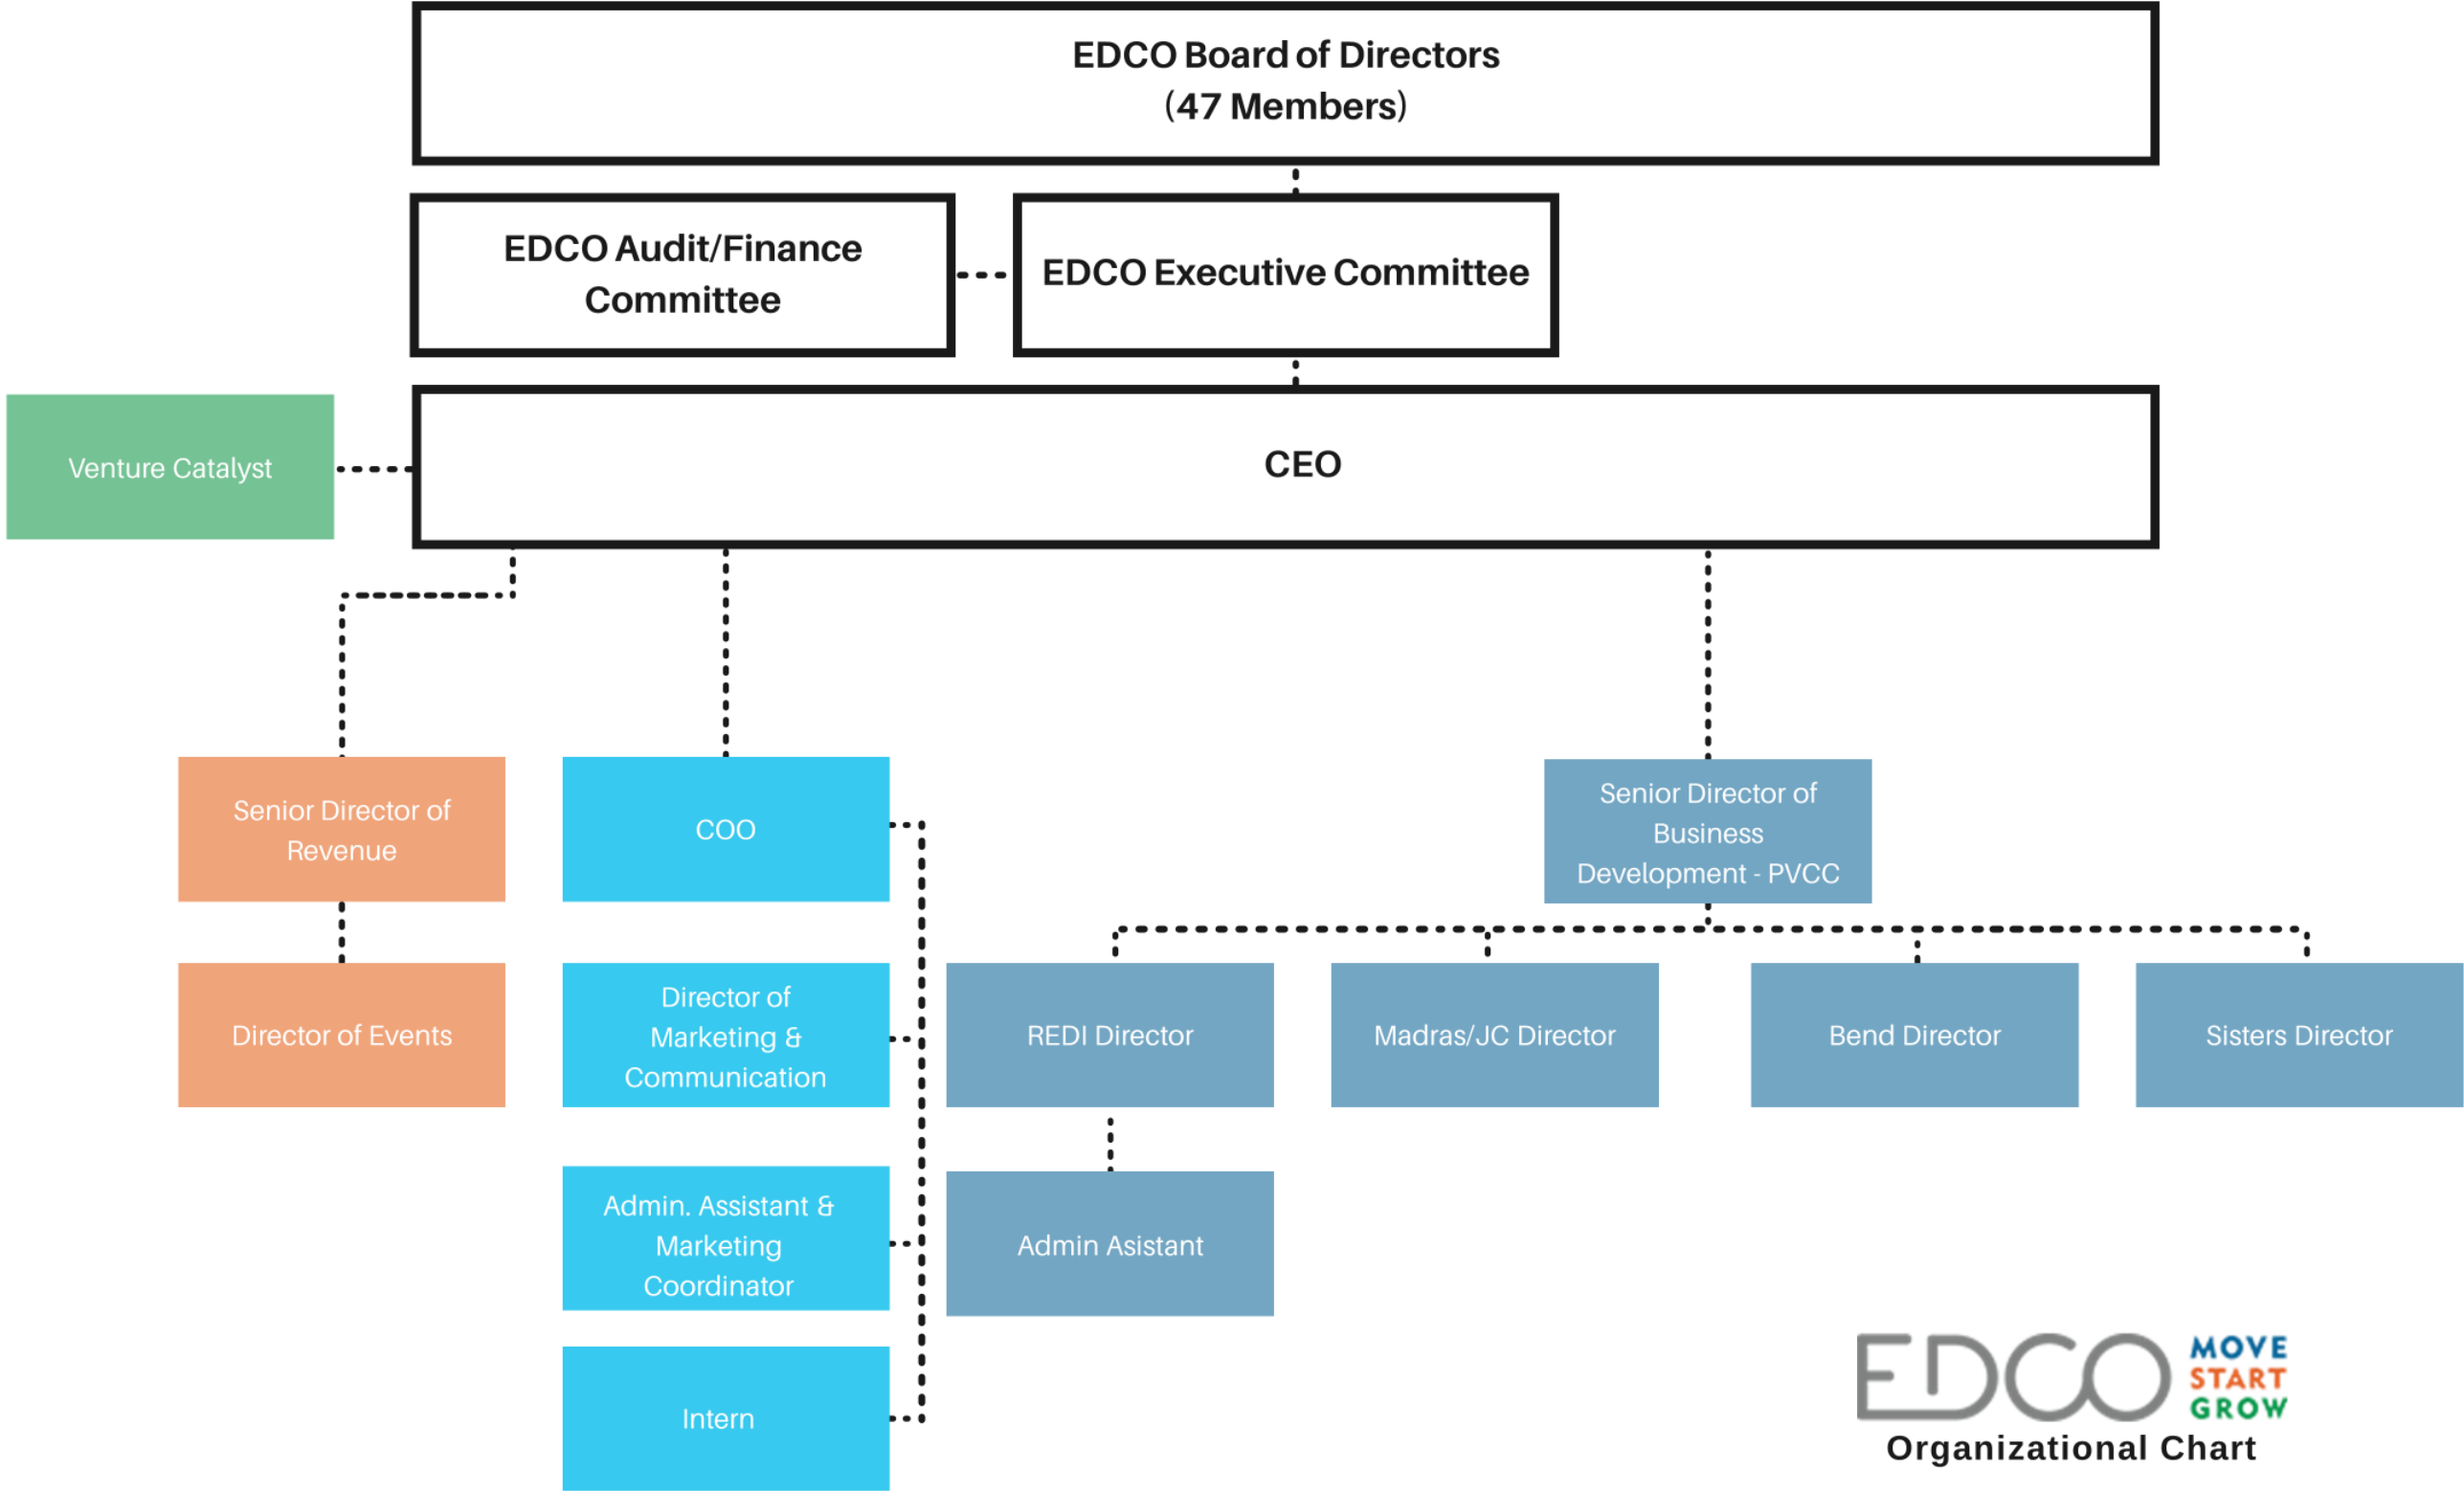 EDCO Board of Directors
(47 Members)
EDCO Audit/Finance
Committee
EDCO Executive Committee
Venture Catalyst
CEO
Senior Director of
Revenue
COO
Senior Director of
Business
Development - PVCC
Director of Events
Director of
Marketing &
Communication
REDI Director
Madras/JC Director
Bend Director
Sisters Director
Admin. Assistant &
Marketing
Coordinator
Admin Asistant
Intern
EDCO
MOVE
START
GROW
Organizational Chart